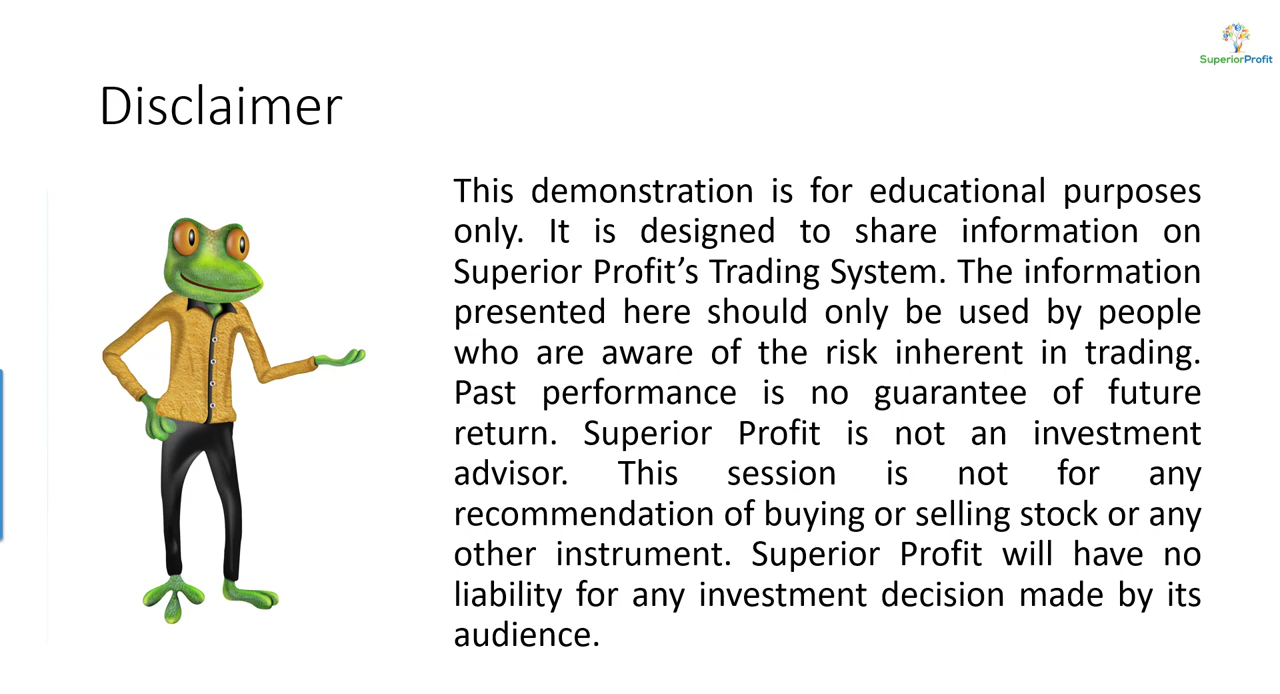 SuperiorProfit
Disclaimer
This demonstration is for educational purposes
only. It is designed to share information on
Superior Profit’s Trading System. The information
presented here should only be used by people
who are aware of the risk inherent in trading.
Past performance is no guarantee of future
return. Superior Profit is not an investment
advisor. This session is not for any
recommendation of buying or selling stock or any
other instrument. Superior Profit will have no
liability for any investment decision made by its
audience.